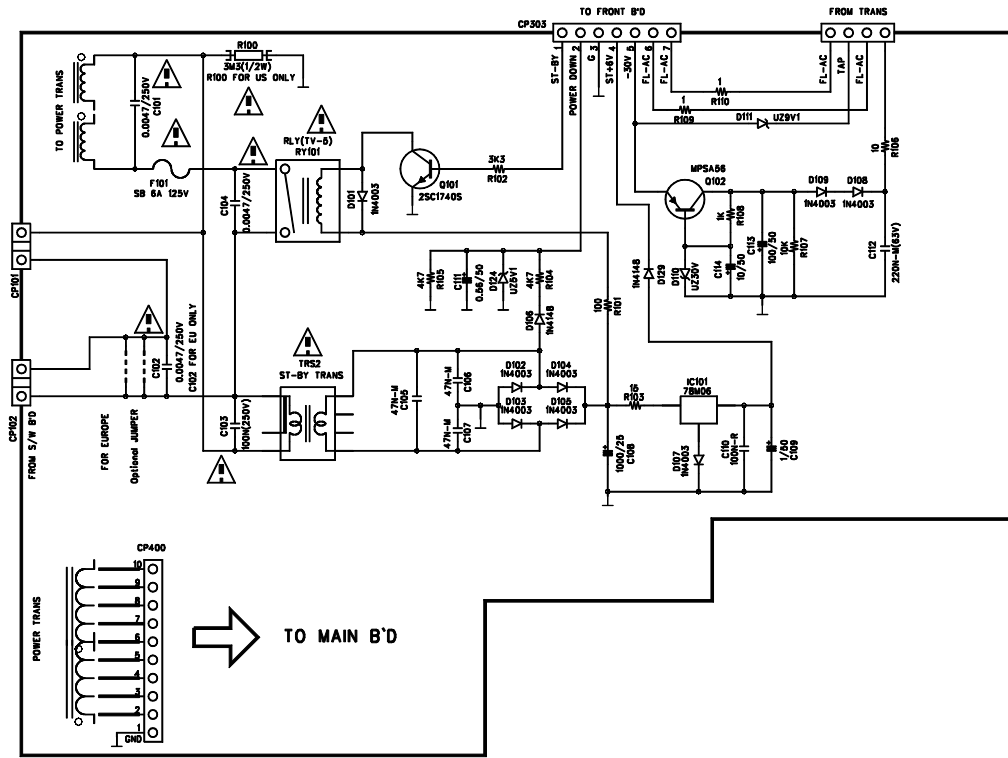 TO FRONT B'D
FROM TRANS
CP303
ST-BY 1
POWER DOWN 2
G 3
ST+6V 4
-30V 5
FL-AC 6
FL-AC 7
FL-AC
TAP
FL-AC
R100
3M3(1/2W)
R100 FOR US ONLY
TO POWER TRANS
0.0047/250V
C101
F101
SB 6A 125V
RLY(TV-5)
RY101
C104
0.0047/250V
D101
1N4003
Q101
2SC1740S
3K3
R102
1
R110
1
R109
D111
UZ9V1
10
R106
MPSA56
Q102
D109
1N4003
D108
1N4003
1K
R108
C113
100/50
10K
R107
C112
220N-M(63V)
D110
UZ30V
C114
10/50
1N4148
D129
4K7
R105
C111
0.56/50
D124
UZ5V1
4K7
R104
D106
1N4148
100
R101
CP101
CP102
FROM S/W B'D
FOR EUROPE
Optional JUMPER
C102
0.0047/250V
C102 FOR EU ONLY
C103
100N(250V)
TRS2
ST-BY TRANS
47N-M
C105
47N-M
C106
47N-M
C107
D102
1N4003
D104
1N4003
D103
1N4003
D105
1N4003
15
R103
IC101
78M06
1000/25
C108
D107
1N4003
C110
100N-R
1/50
C109
CP400
10
9
8
7
6
5
4
3
2
1
GND
POWER TRANS
TO MAIN B'D